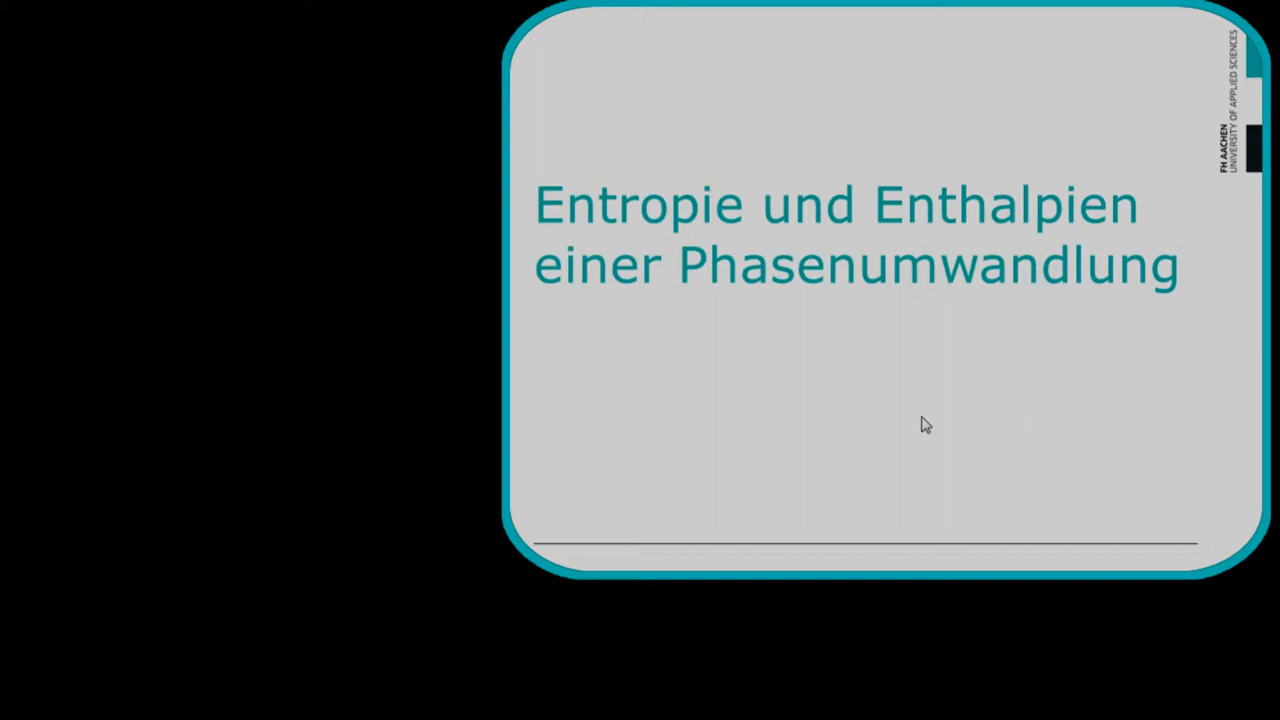 Entropie und Enthalpien
einer Phasenumwandlung
FH AACHEN
UNIVERSITY OF APPLIED SCIENCES